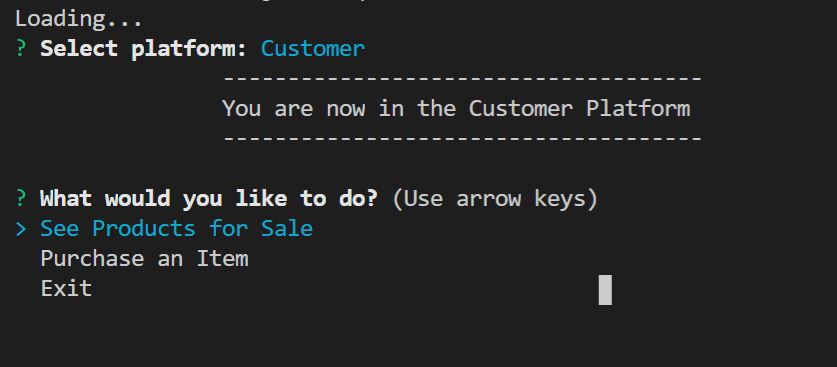 Loading...
? Select platform: Customer
-------------------------------------
You are now in the Customer Platform
-------------------------------------
? What would you like to do? (Use arrow keys)
> See Products for Sale
Purchase an Item
Exit